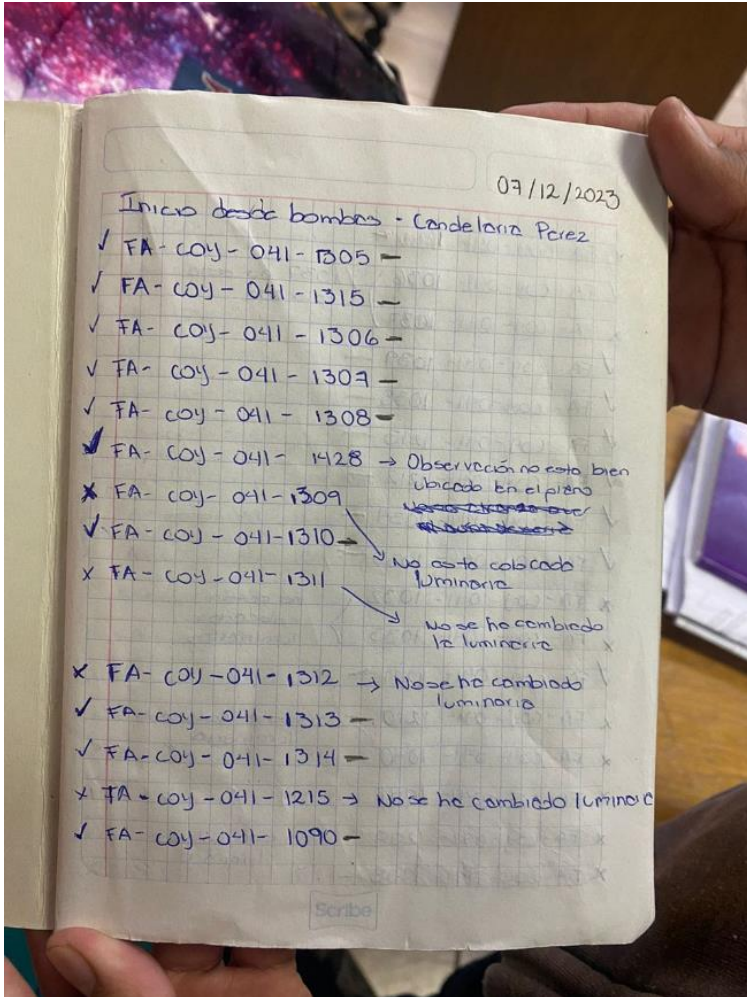 07/12/2023
Inicio desde bombas - Candelaria Perez
✓ FA- COY - 041 - 1305 -
✓ FA- COY - 041 - 1315 -
✓ FA- COY - 041 - 1306 -
✓ FA- COY - 041 - 1307 -
✓ FA- COY - 041 - 1308 -
✓ FA- COY - 041 - 1428 → Observación no esta bien
ubicado en el plano
x FA- COY - 041 - 1309
No esta colocado
luminaria
✓ FA- COY - 041-1310 -
x FA - COY - 041 - 1311
No se ha cambiado
la luminaria
x FA- COY - 041 - 1312 → No se ha cambiado
luminaria
✓ FA- COY - 041 - 1313 -
✓ FA- COY - 041 - 1314 -
x FA - COY - 041 - 1215 → No se ha cambiado luminaria
✓ FA- COY - 041 - 1090 -
Scribe